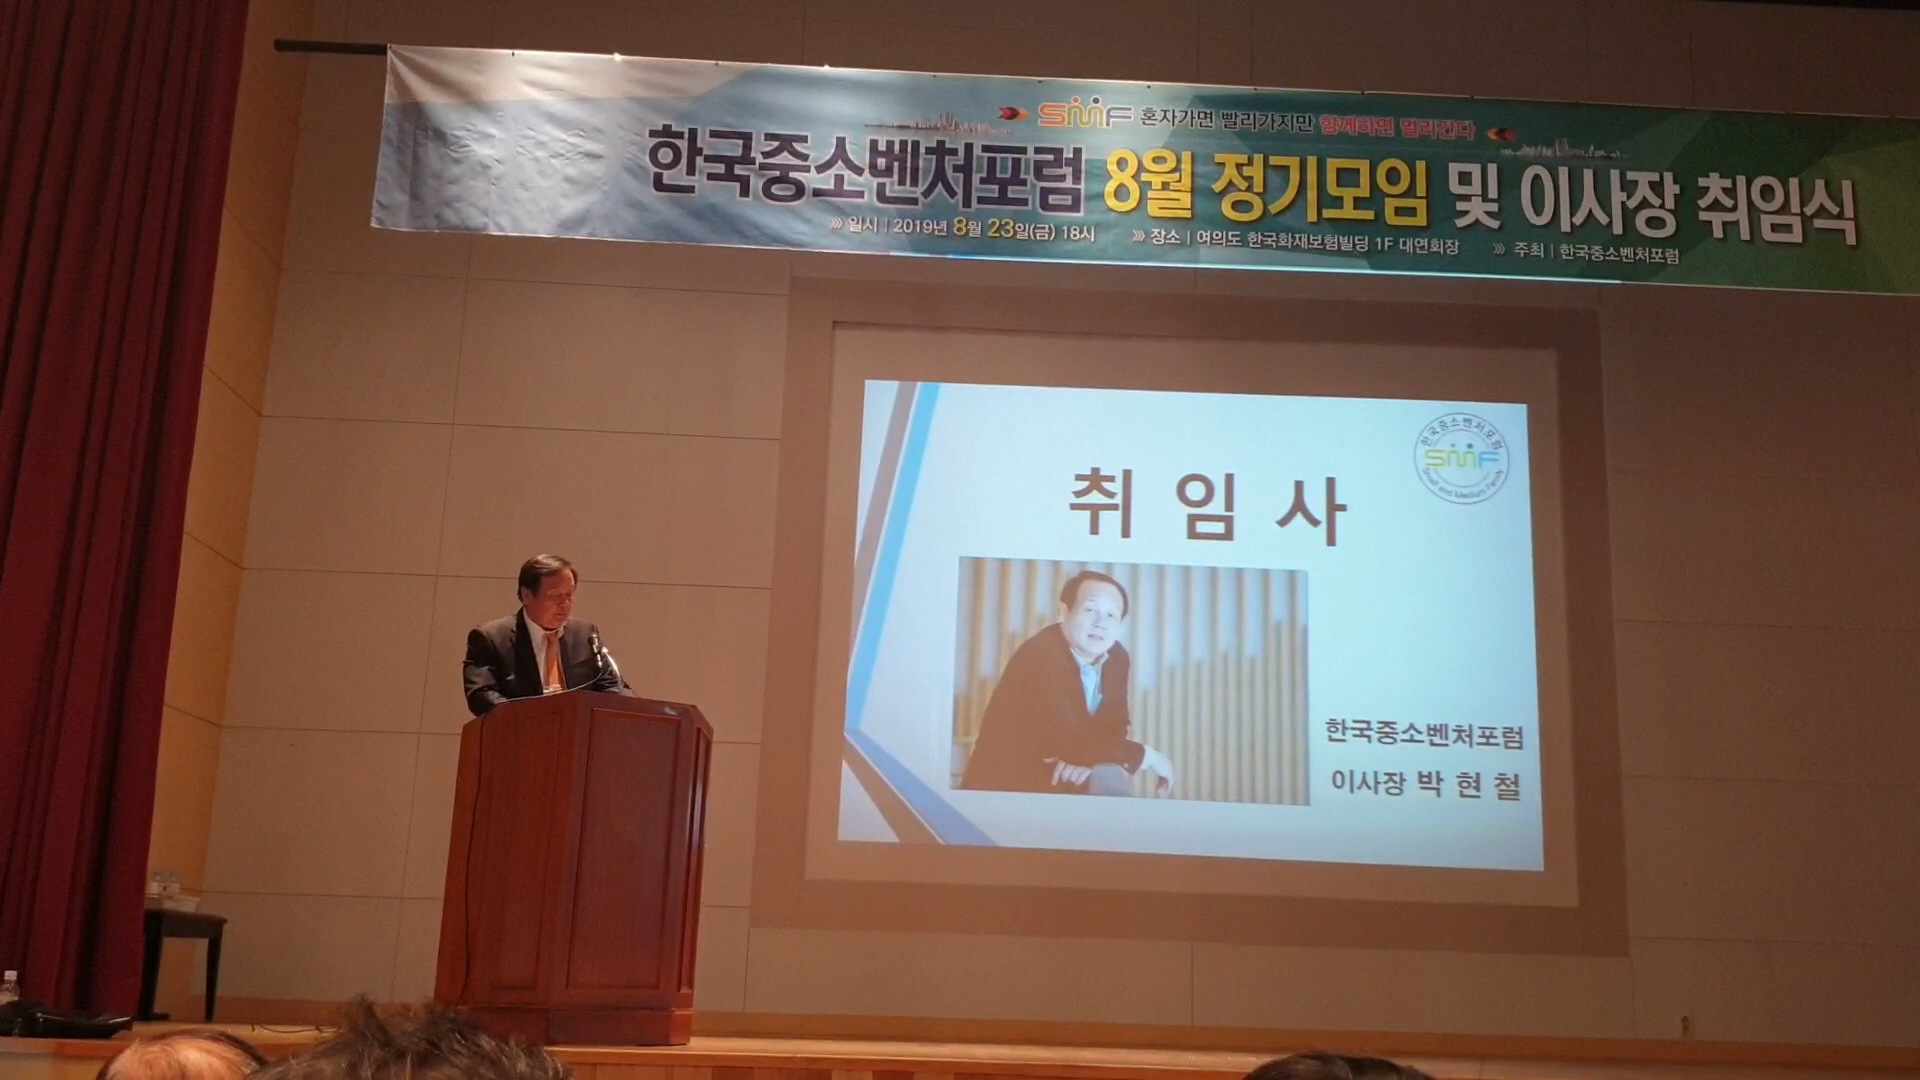 SMF 혼자가면 빨리가지만 함께하면 멀리간다
한국중소벤처포럼 8월 정기모임 및 이사장 취임식
일시 | 2019년 8월 23일(금) 18시 장소 | 여의도 한국화재보험빌딩 1F 대연회장 주최 | 한국중소벤처포럼
한국중소벤처포럼
SMF
Small and Medium Family
취 임 사
한국중소벤처포럼
이사장 박 현 철